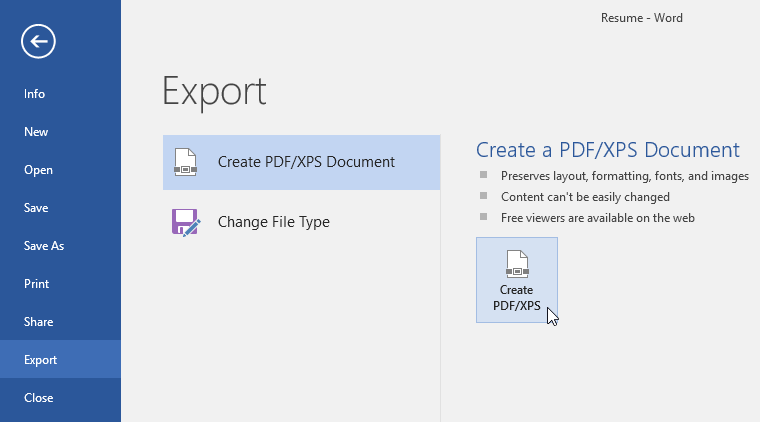 Resume - Word
Info
New
Open
Save
Save As
Print
Share
Export
Close
Export
Create PDF/XPS Document
Change File Type
Create a PDF/XPS Document
Preserves layout, formatting, fonts, and images
Content can't be easily changed
Free viewers are available on the web
Create
PDF/XPS